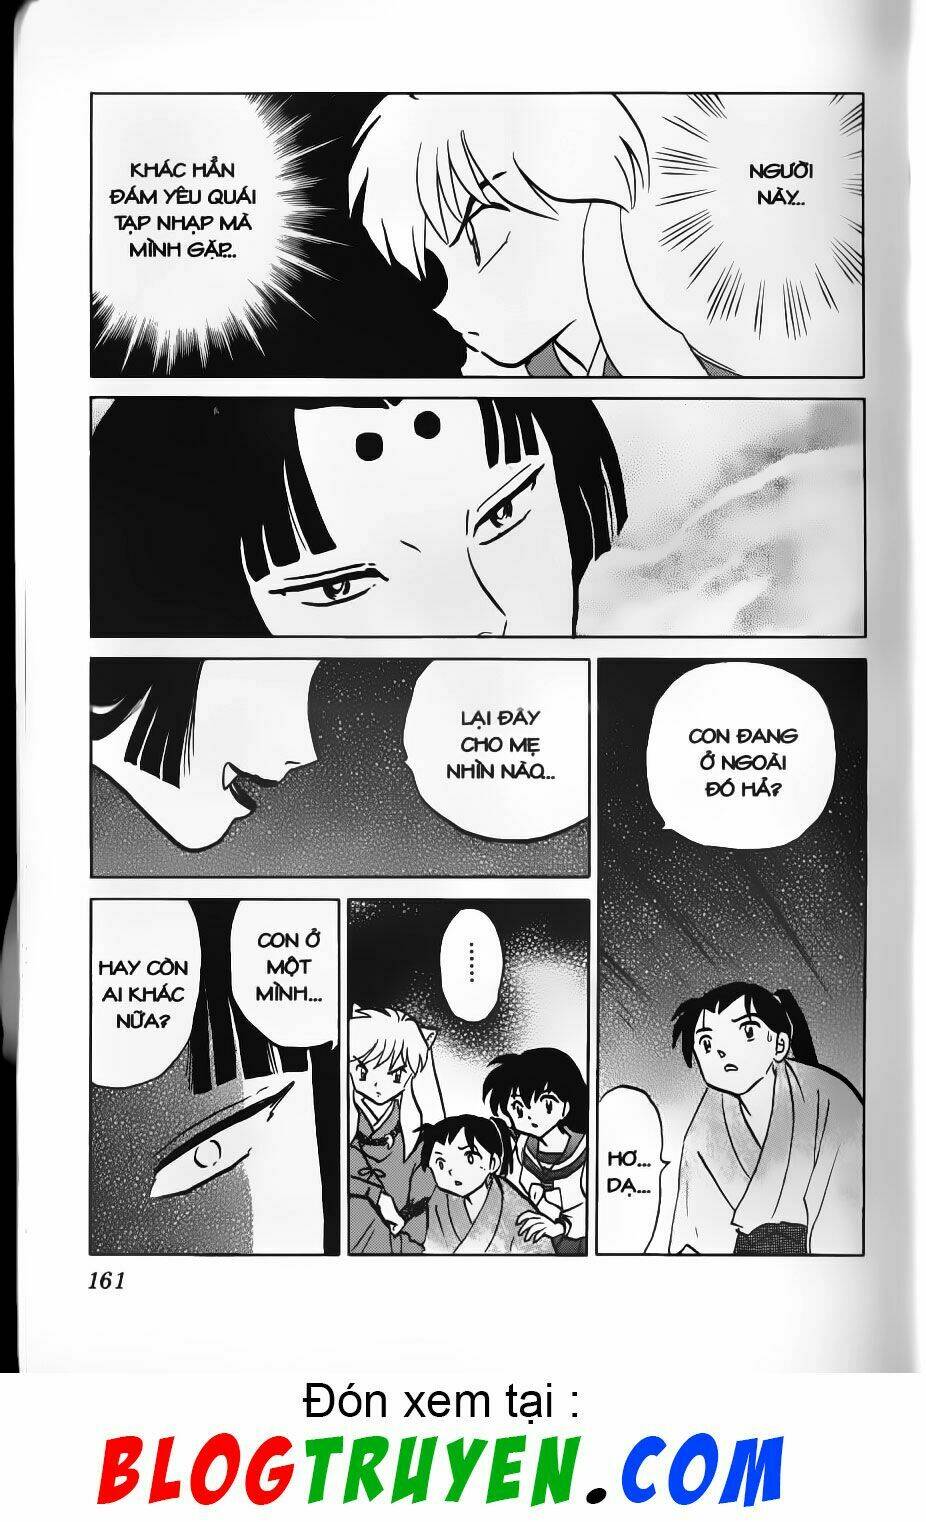 NGƯỜI
NÀY...
KHÁC HẲN
ĐÁM YÊU QUÁI
TẠP NHẠP MÀ
MÌNH GẶP...
CON ĐANG
Ở NGOÀI
ĐÓ HẢ?
HƠ...
DẠ...
LẠI ĐÂY
CHO MẸ
NHÌN NÀO...
........
CON Ở
MỘT
MÌNH...
HAY CÒN
AI KHÁC
NỮA?
161
Đón xem tại :
BLOGTRUYEN.COM